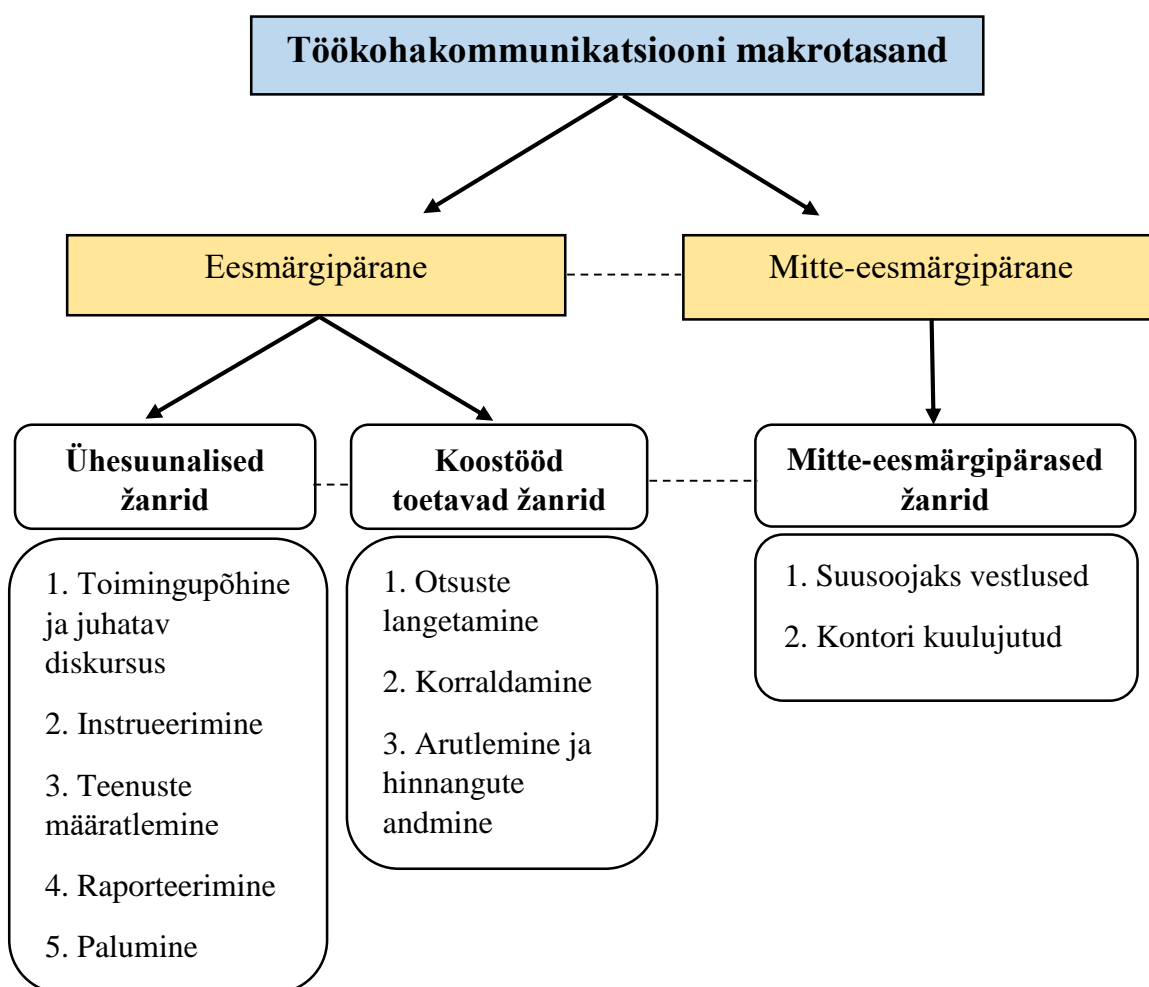 Töökohakommunikatsiooni makrotasand
Eesmärgipärane
Mitte-eesmärgipärane
Ühesuunalised
žanrid
Koostööd
toetavad žanrid
Mitte-eesmärgipärased
žanrid
1. Toimingupõhine
ja juhatav
diskursus
2. Instrueerimine
3. Teenuste
määratlemine
4. Raporteerimine
5. Palumine
1. Otsuste
langetamine
2. Korraldamine
3. Arutlemine ja
hinnangute
andmine
1. Suusoojaks vestlused
2. Kontori kuulujutud